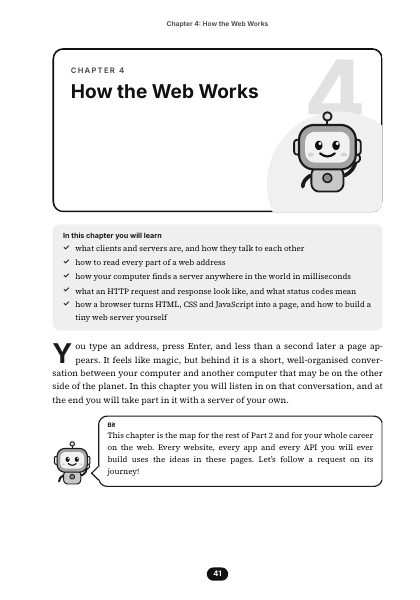 Chapter 4: How the Web Works
CHAPTER 4
4
How the Web Works
In this chapter you will learn
✓ what clients and servers are, and how they talk to each other
✓ how to read every part of a web address
✓ how your computer finds a server anywhere in the world in milliseconds
✓ what an HTTP request and response look like, and what status codes mean
✓ how a browser turns HTML, CSS and JavaScript into a page, and how to build a
tiny web server yourself
You type an address, press Enter, and less than a second later a page ap-
pears. It feels like magic, but behind it is a short, well-organised conver-
sation between your computer and another computer that may be on the other
side of the planet. In this chapter you will listen in on that conversation, and at
the end you will take part in it with a server of your own.
Bit
This chapter is the map for the rest of Part 2 and for your whole career
on the web. Every website, every app and every API you will ever
build uses the ideas in these pages. Let's follow a request on its
journey!
41